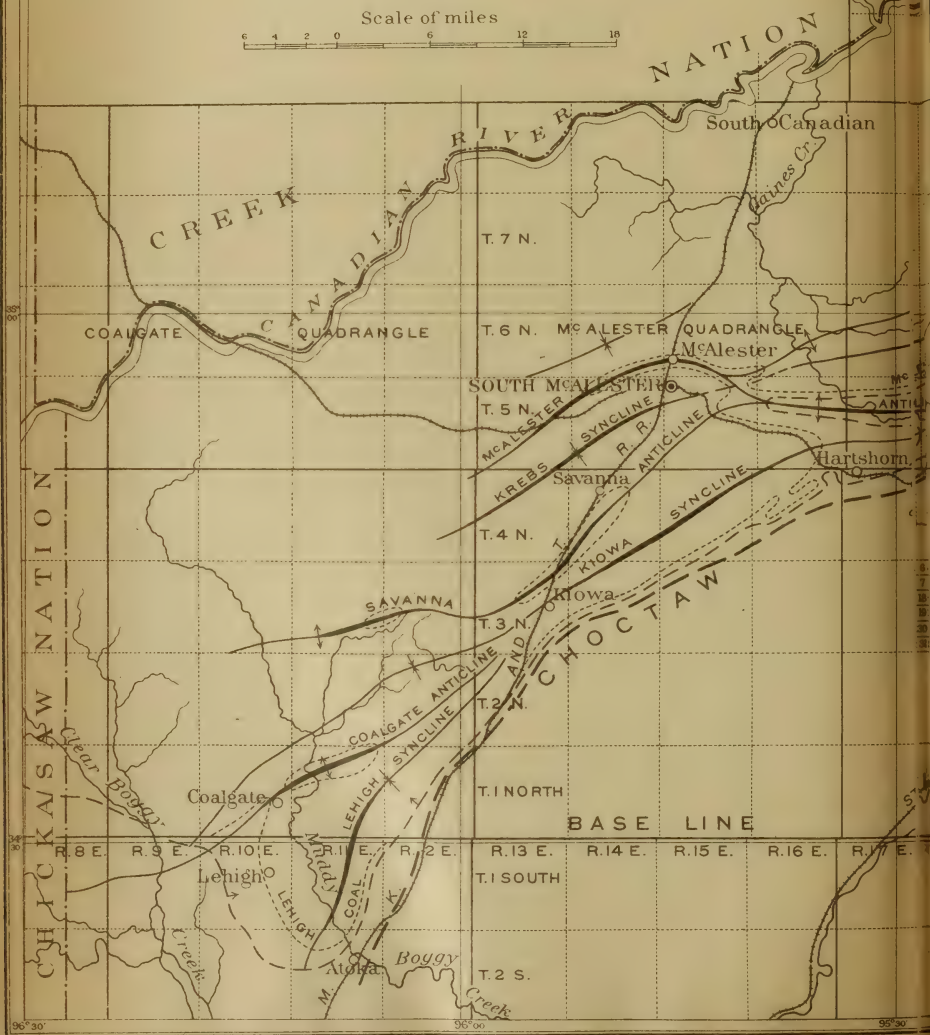 Scale of miles
6 4 2 0 6 12 18
NATION
South Canadian
CANADIAN RIVER
Gaines Cr.
CREEK
T. 7 N.
COALGATE QUADRANGLE
T. 6 N.
McALESTER QUADRANGLE
McAlester
SOUTH McALESTER
T. 5 N.
McALESTER
ANTI
KREBS SYNCLINE
Hartshorn
Savanna
R. R.
ANTICLINE
T. 4 N.
KIOWA SYNCLINE
T.
SAVANNA
Kiowa
T. 3 N.
AND
CHOCTAW
CHICKASAW NATION
COALGATE ANTICLINE
T. 2 N.
Clear Boggy Creek
LEHIGH SYNCLINE
Coalgate
T. 1 NORTH
BASE LINE
R. 8 E. R. 9 E. R. 10 E. R. 11 E. R. 2 E. R. 13 E. R. 14 E. R. 15 E. R. 16 E. R. 17 E.
Lehigh
T. 1 SOUTH
Muddy Boggy Creek
LEHIGH COAL
K.
Atoka
T. 2 S.
M.
96°30' 96°00 95°30'